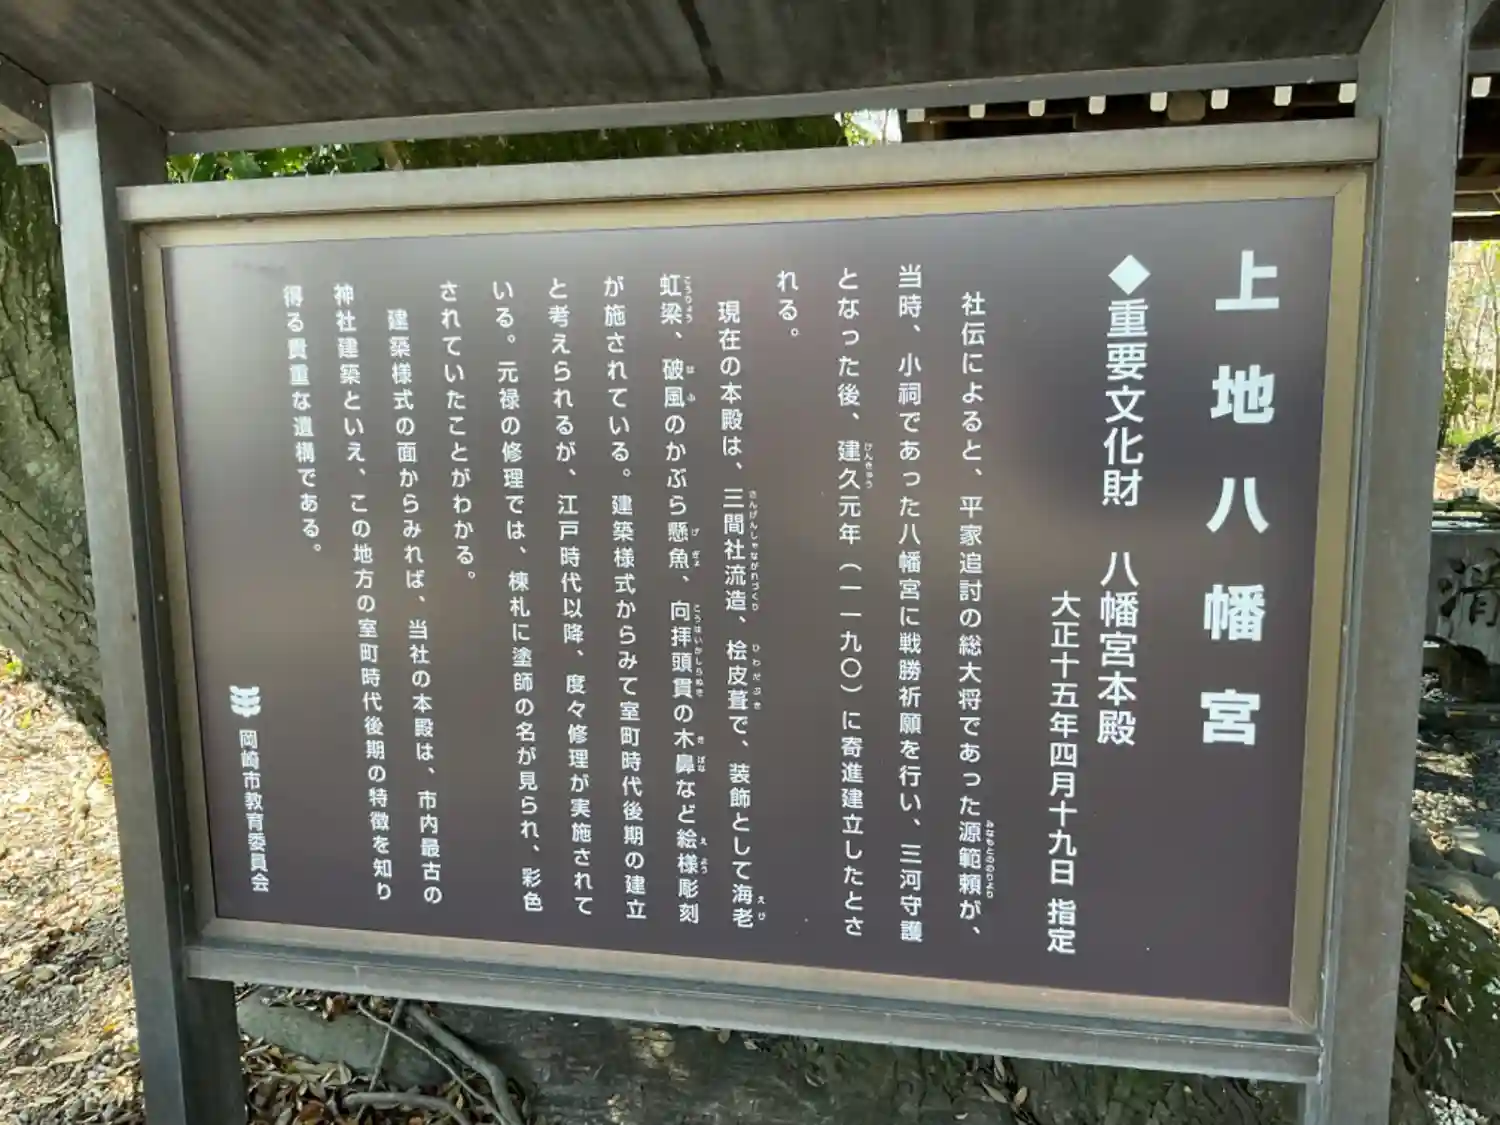 上地八幡宮
◆重要文化財　八幡宮本殿
大正十五年四月十九日　指定
社伝によると、平家追討の総大将であった源範頼が、
当時、小祠であった八幡宮に戦勝祈願を行い、三河守護
となった後、建久元年（一一九〇）に寄進建立したとさ
れる。
現在の本殿は、三間社流造、桧皮葺で、装飾として海老
虹梁、破風のかぶら懸魚、向拝頭貫の木鼻など絵様彫刻
が施されている。建築様式からみて室町時代後期の建立
と考えられるが、江戸時代以降、度々修理が実施されて
いる。元禄の修理では、棟札に塗師の名が見られ、彩色
されていたことがわかる。
建築様式の面からみれば、当社の本殿は、市内最古の
神社建築といえ、この地方の室町時代後期の特徴を知り
得る貴重な遺構である。
岡崎市教育委員会